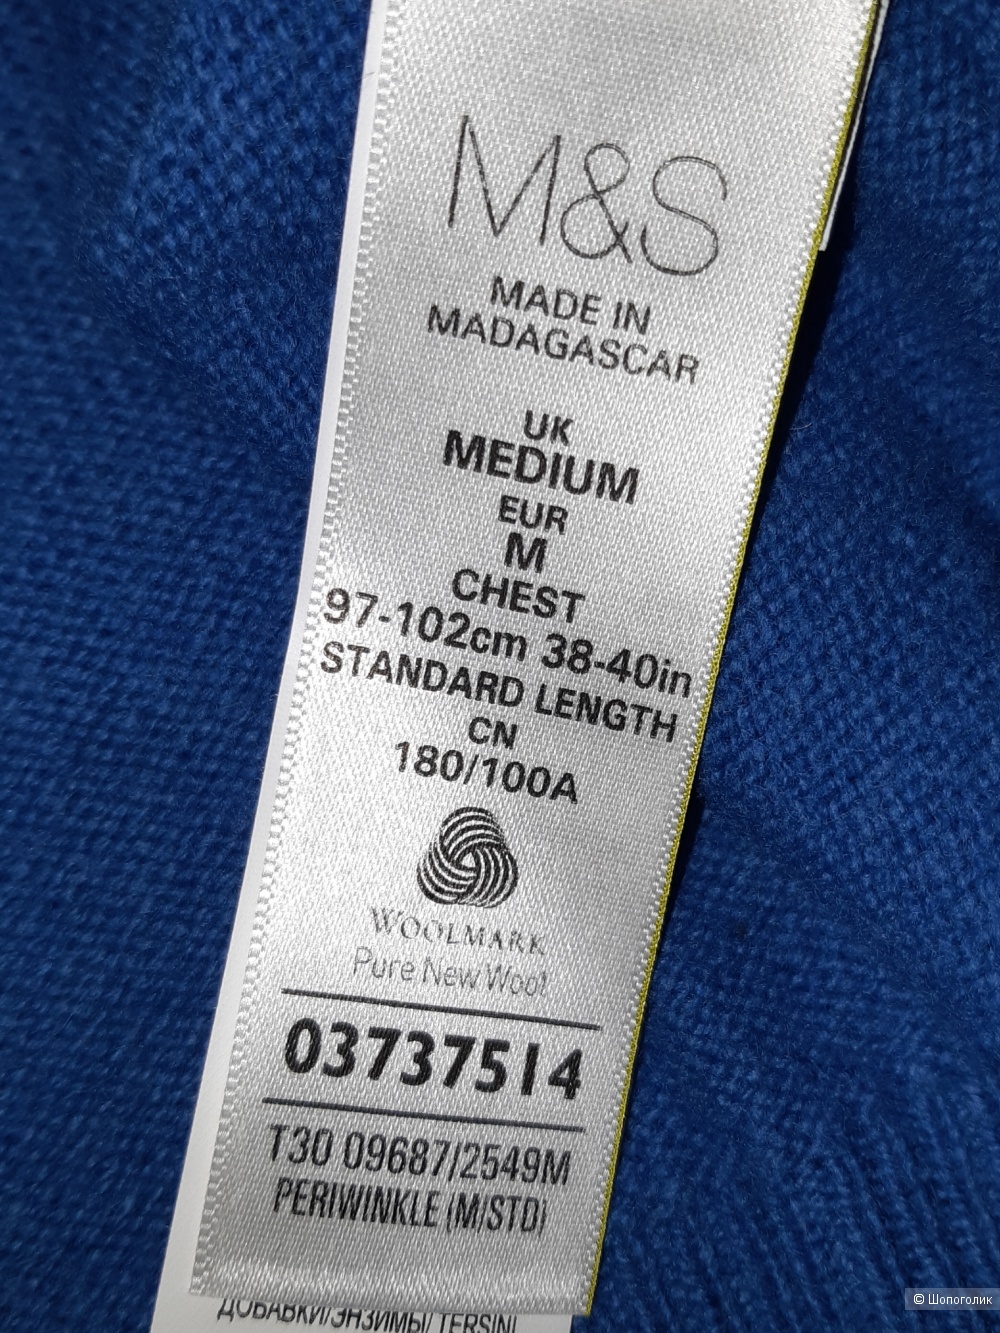 M&S
MADE IN
MADAGASCAR
UK
MEDIUM
EUR
M
CHEST
97-102cm 38-40in
STANDARD LENGTH
CN
180/100A
WOOLMARK
Pure New Wool
03737514
T30 09687/2549M
PERIWINKLE (M/STD)
ДОБАВКИ/ЭНЗИМЫ/ TERSINI
© Шопоголик